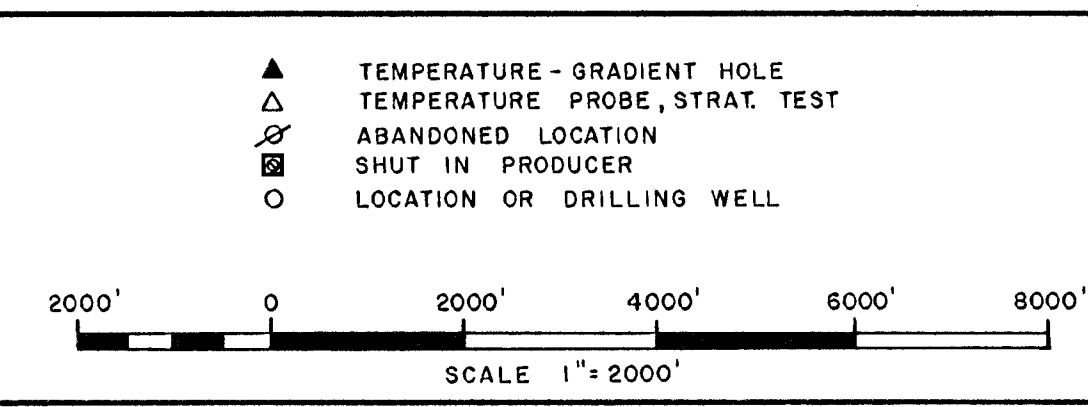 TEMPERATURE - GRADIENT HOLE
TEMPERATURE PROBE, STRAT. TEST
ABANDONED LOCATION
SHUT IN PRODUCER
LOCATION OR DRILLING WELL
2000' 0 2000' 4000' 6000' 8000'
SCALE 1"= 2000'